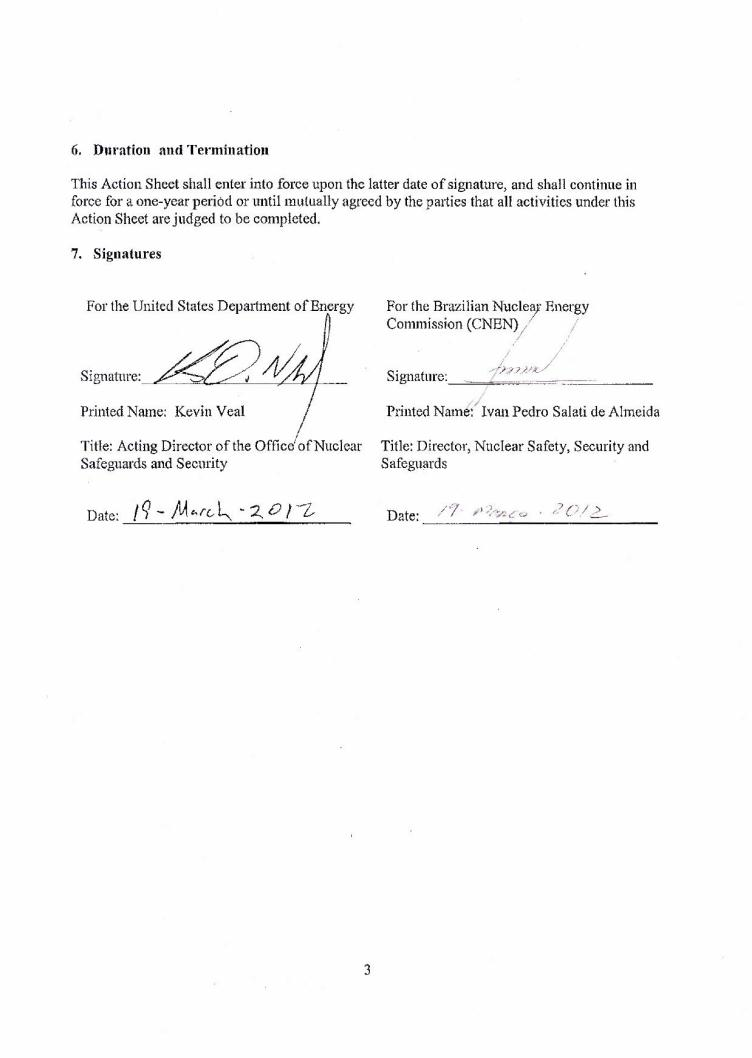 6. Duration and Termination
This Action Sheet shall enter into force upon the latter date of signature, and shall continue in
force for a one-year period or until mutually agreed by the parties that all activities under this
Action Sheet are judged to be completed.
7. Signatures
For the United States Department of Energy
Signature:
Printed Name: Kevin Veal
Title: Acting Director of the Office of Nuclear
Safeguards and Security
Date: 19 - March - 2012
For the Brazilian Nuclear Energy
Commission (CNEN)
Signature:
Printed Name: Ivan Pedro Salati de Almeida
Title: Director, Nuclear Safety, Security and
Safeguards
Date: 19 - março - 2012
3